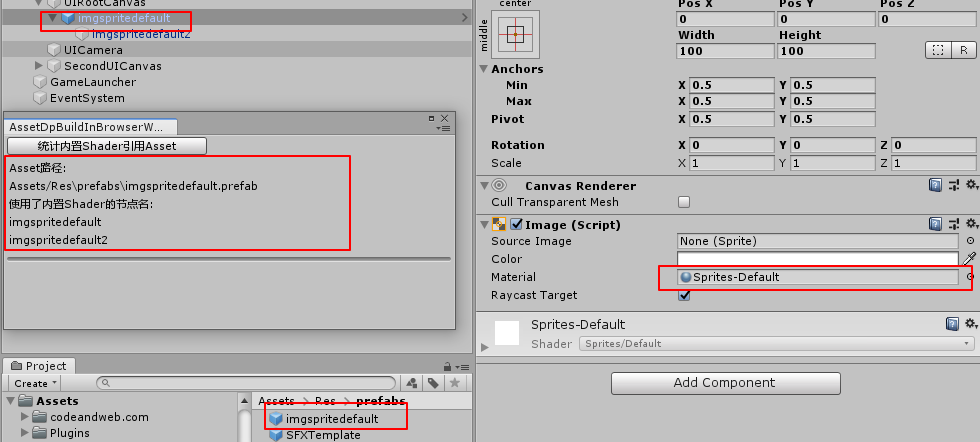 UIRootCanvas
imgspritedefault
imgspritedefault2
UICamera
SecondUICanvas
GameLauncher
EventSystem
AssetDpBuildInBrowserW...
统计内置Shader引用Asset
Asset路径:
Assets/Res\prefabs\imgspritedefault.prefab
使用了内置Shader的节点名:
imgspritedefault
imgspritedefault2
Project
Create
Assets
codeandweb.com
Plugins
Assets > Res > prefabs
imgspritedefault
SFXTemplate
center
middle
Pos X Pos Y Pos Z
0 0 0
Width Height
100 100
R
Anchors
Min X 0.5 Y 0.5
Max X 0.5 Y 0.5
Pivot X 0.5 Y 0.5
Rotation X 0 Y 0 Z 0
Scale X 1 Y 1 Z 1
Canvas Renderer
Cull Transparent Mesh
Image (Script)
Source Image None (Sprite)
Color
Material Sprites-Default
Raycast Target
Sprites-Default
Shader Sprites/Default
Add Component